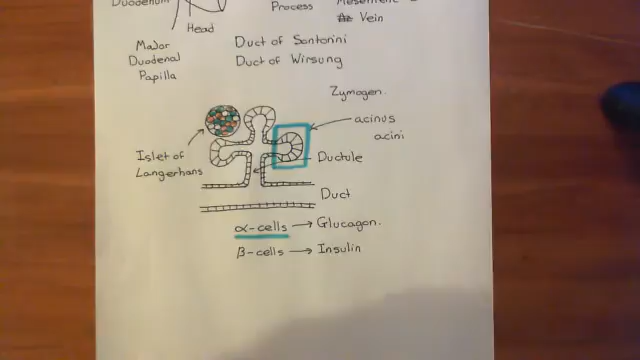 Duodenum
Head
Process
Vein
Major
Duodenal
Papilla
Duct of Santorini
Duct of Wirsung
Zymogen.
acinus
acini
Islet of
Langerhans
Ductule
Duct
α-cells → Glucagon.
β-cells → Insulin